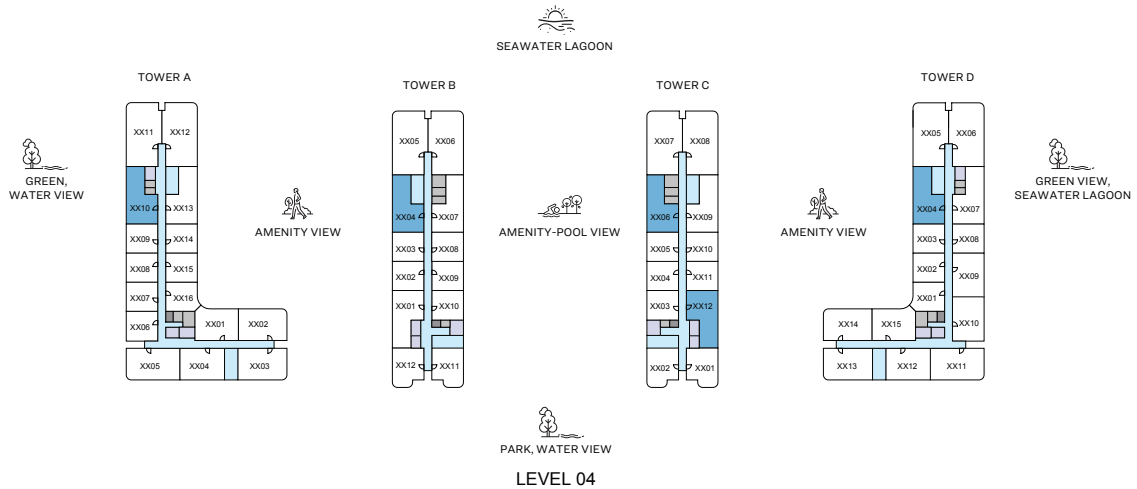 SEAWATER LAGOON
TOWER A
TOWER B
TOWER C
TOWER D
GREEN,
WATER VIEW
AMENITY VIEW
AMENITY-POOL VIEW
AMENITY VIEW
GREEN VIEW,
SEAWATER LAGOON
XX11 XX12
XX10 XX13
XX09 XX14
XX08 XX15
XX07 XX16
XX06 XX01 XX02
XX05 XX04 XX03
XX05 XX06
XX04 XX07
XX03 XX08
XX02 XX09
XX01 XX10
XX12 XX11
XX07 XX08
XX06 XX09
XX05 XX10
XX04 XX11
XX03 XX12
XX02 XX01
XX05 XX06
XX04 XX07
XX03 XX08
XX02 XX09
XX01
XX14 XX15 XX10
XX13 XX12 XX11
PARK, WATER VIEW
LEVEL 04